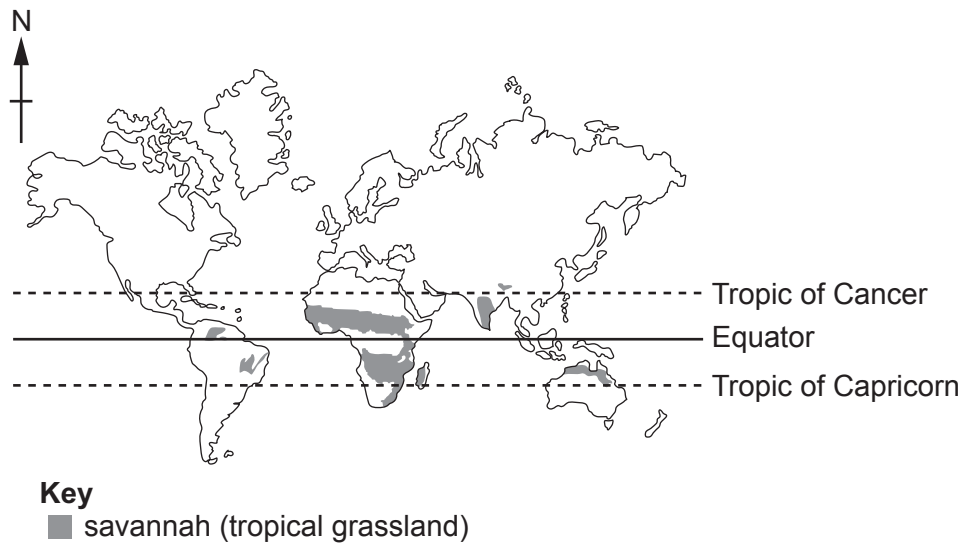 N
Tropic of Cancer
Equator
Tropic of Capricorn
Key
savannah (tropical grassland)